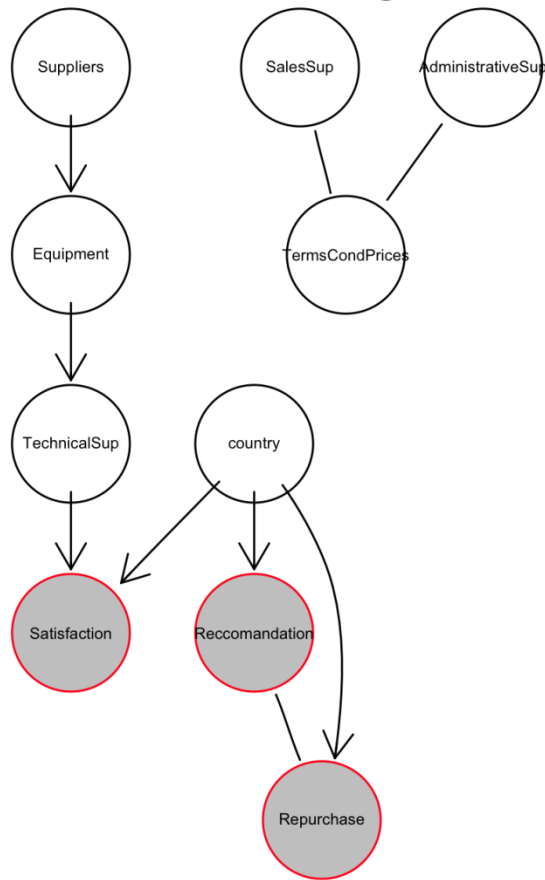 Suppliers
SalesSup
AdministrativeSup
Equipment
TermsCondPrices
TechnicalSup
country
Satisfaction
Reccomandation
Repurchase